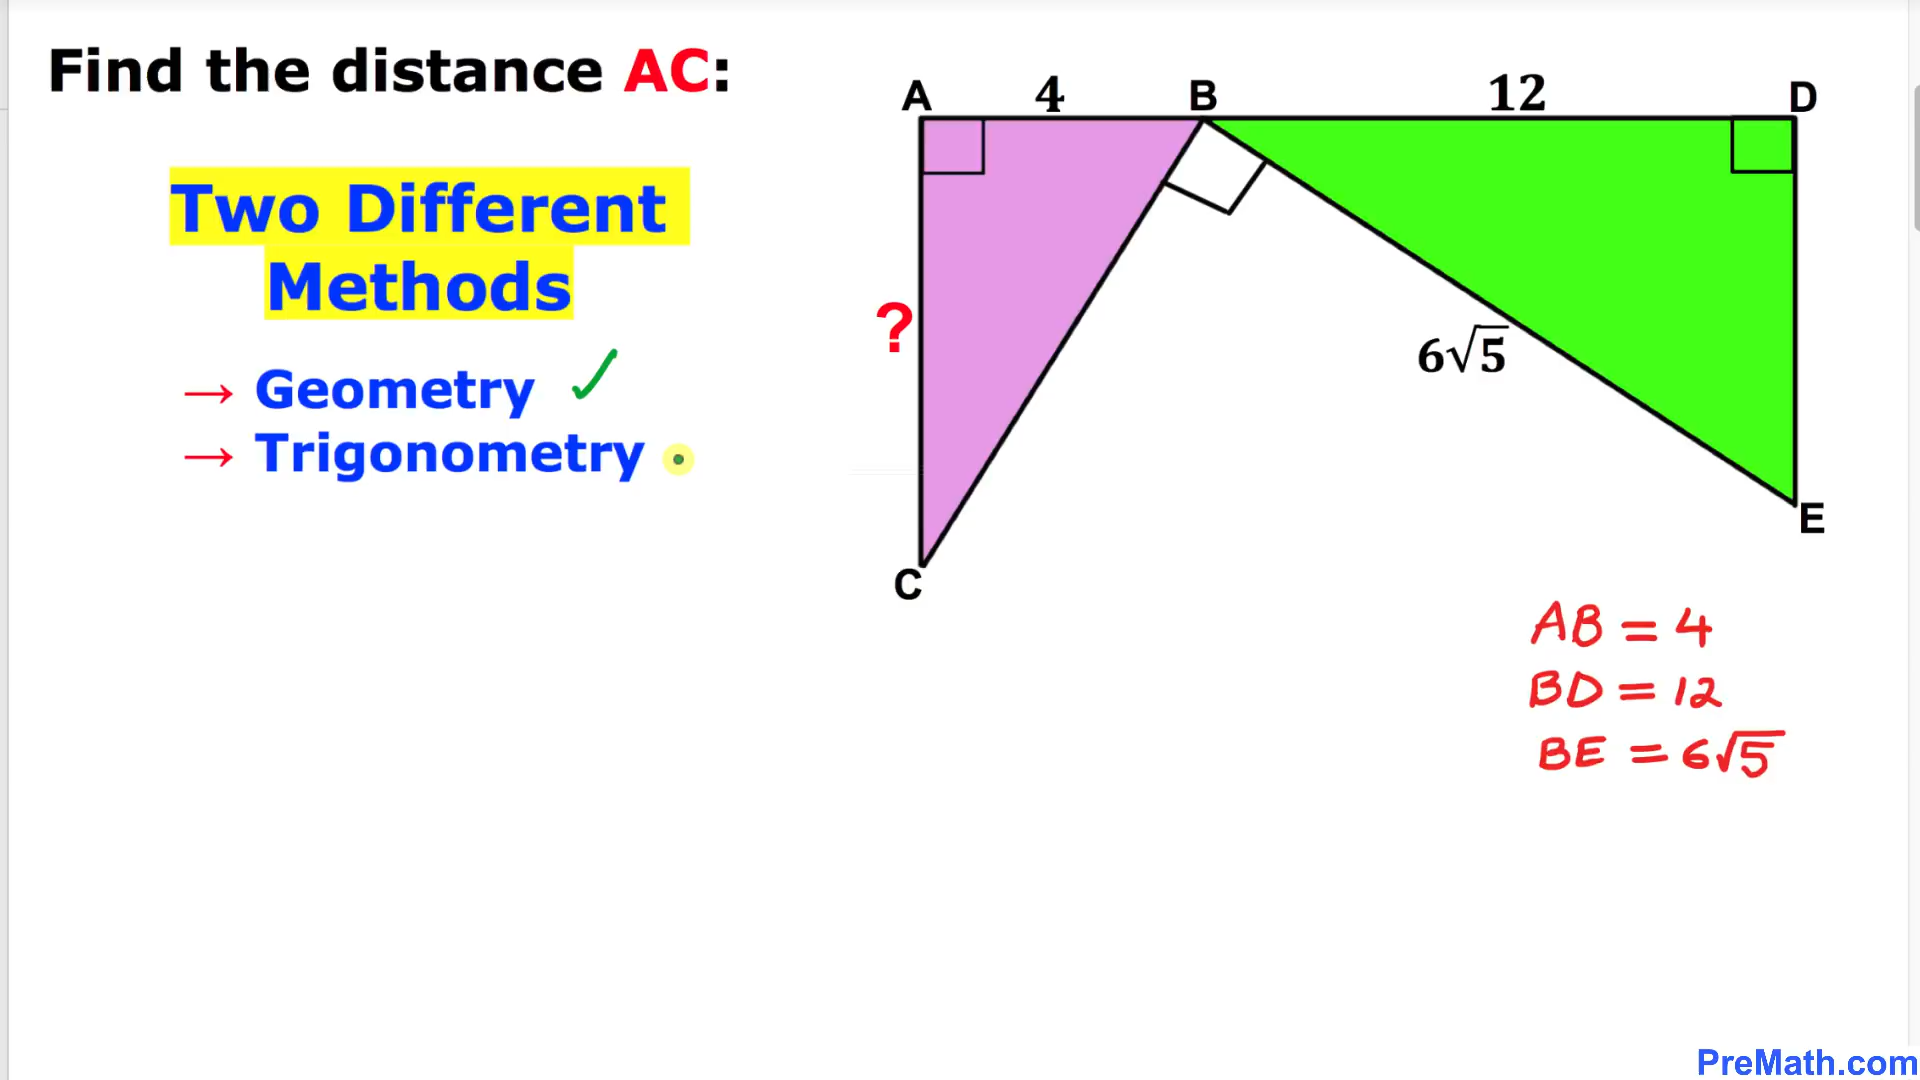 Find the distance AC:
A 4 B 12 D
Two Different
Methods
?
→ Geometry ✓
6√5
→ Trigonometry
E
C
AB = 4
BD = 12
BE = 6√5
PreMath.com